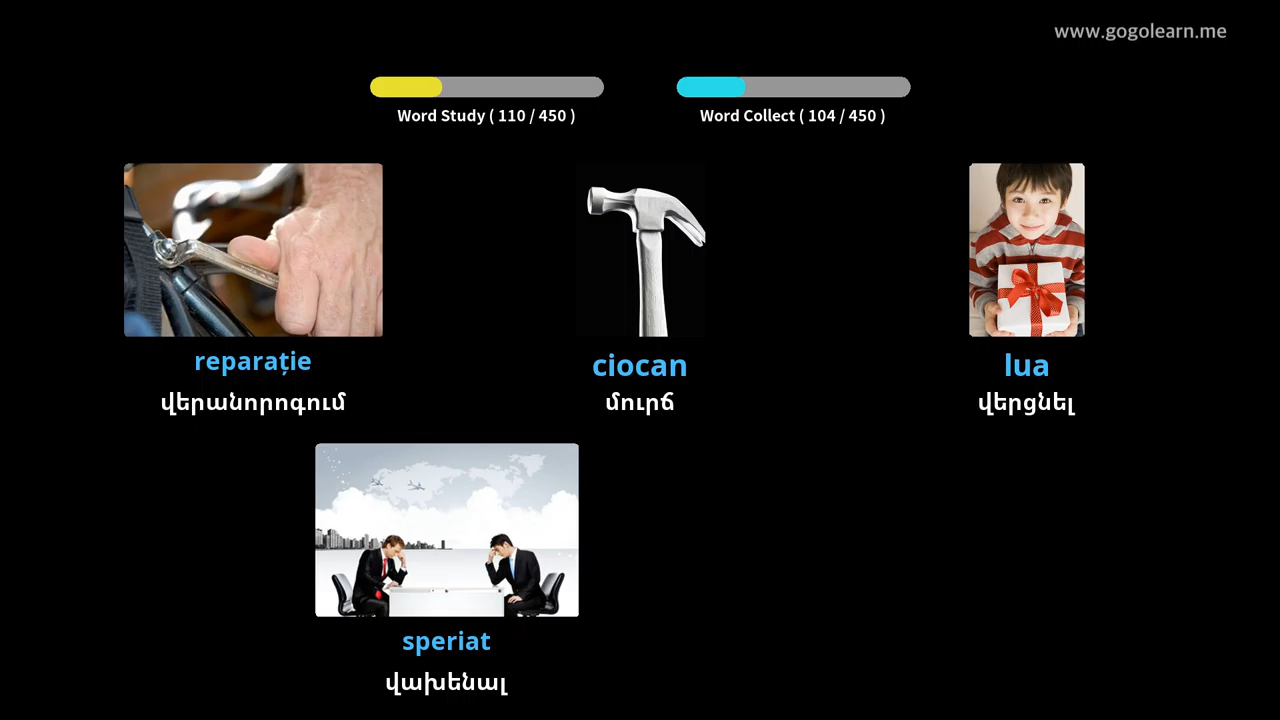 www.gogolearn.me
Word Study ( 110 / 450 )
Word Collect ( 104 / 450 )
reparație
վերանորոգում
ciocan
մուրճ
lua
վերցնել
speriat
վախենալ